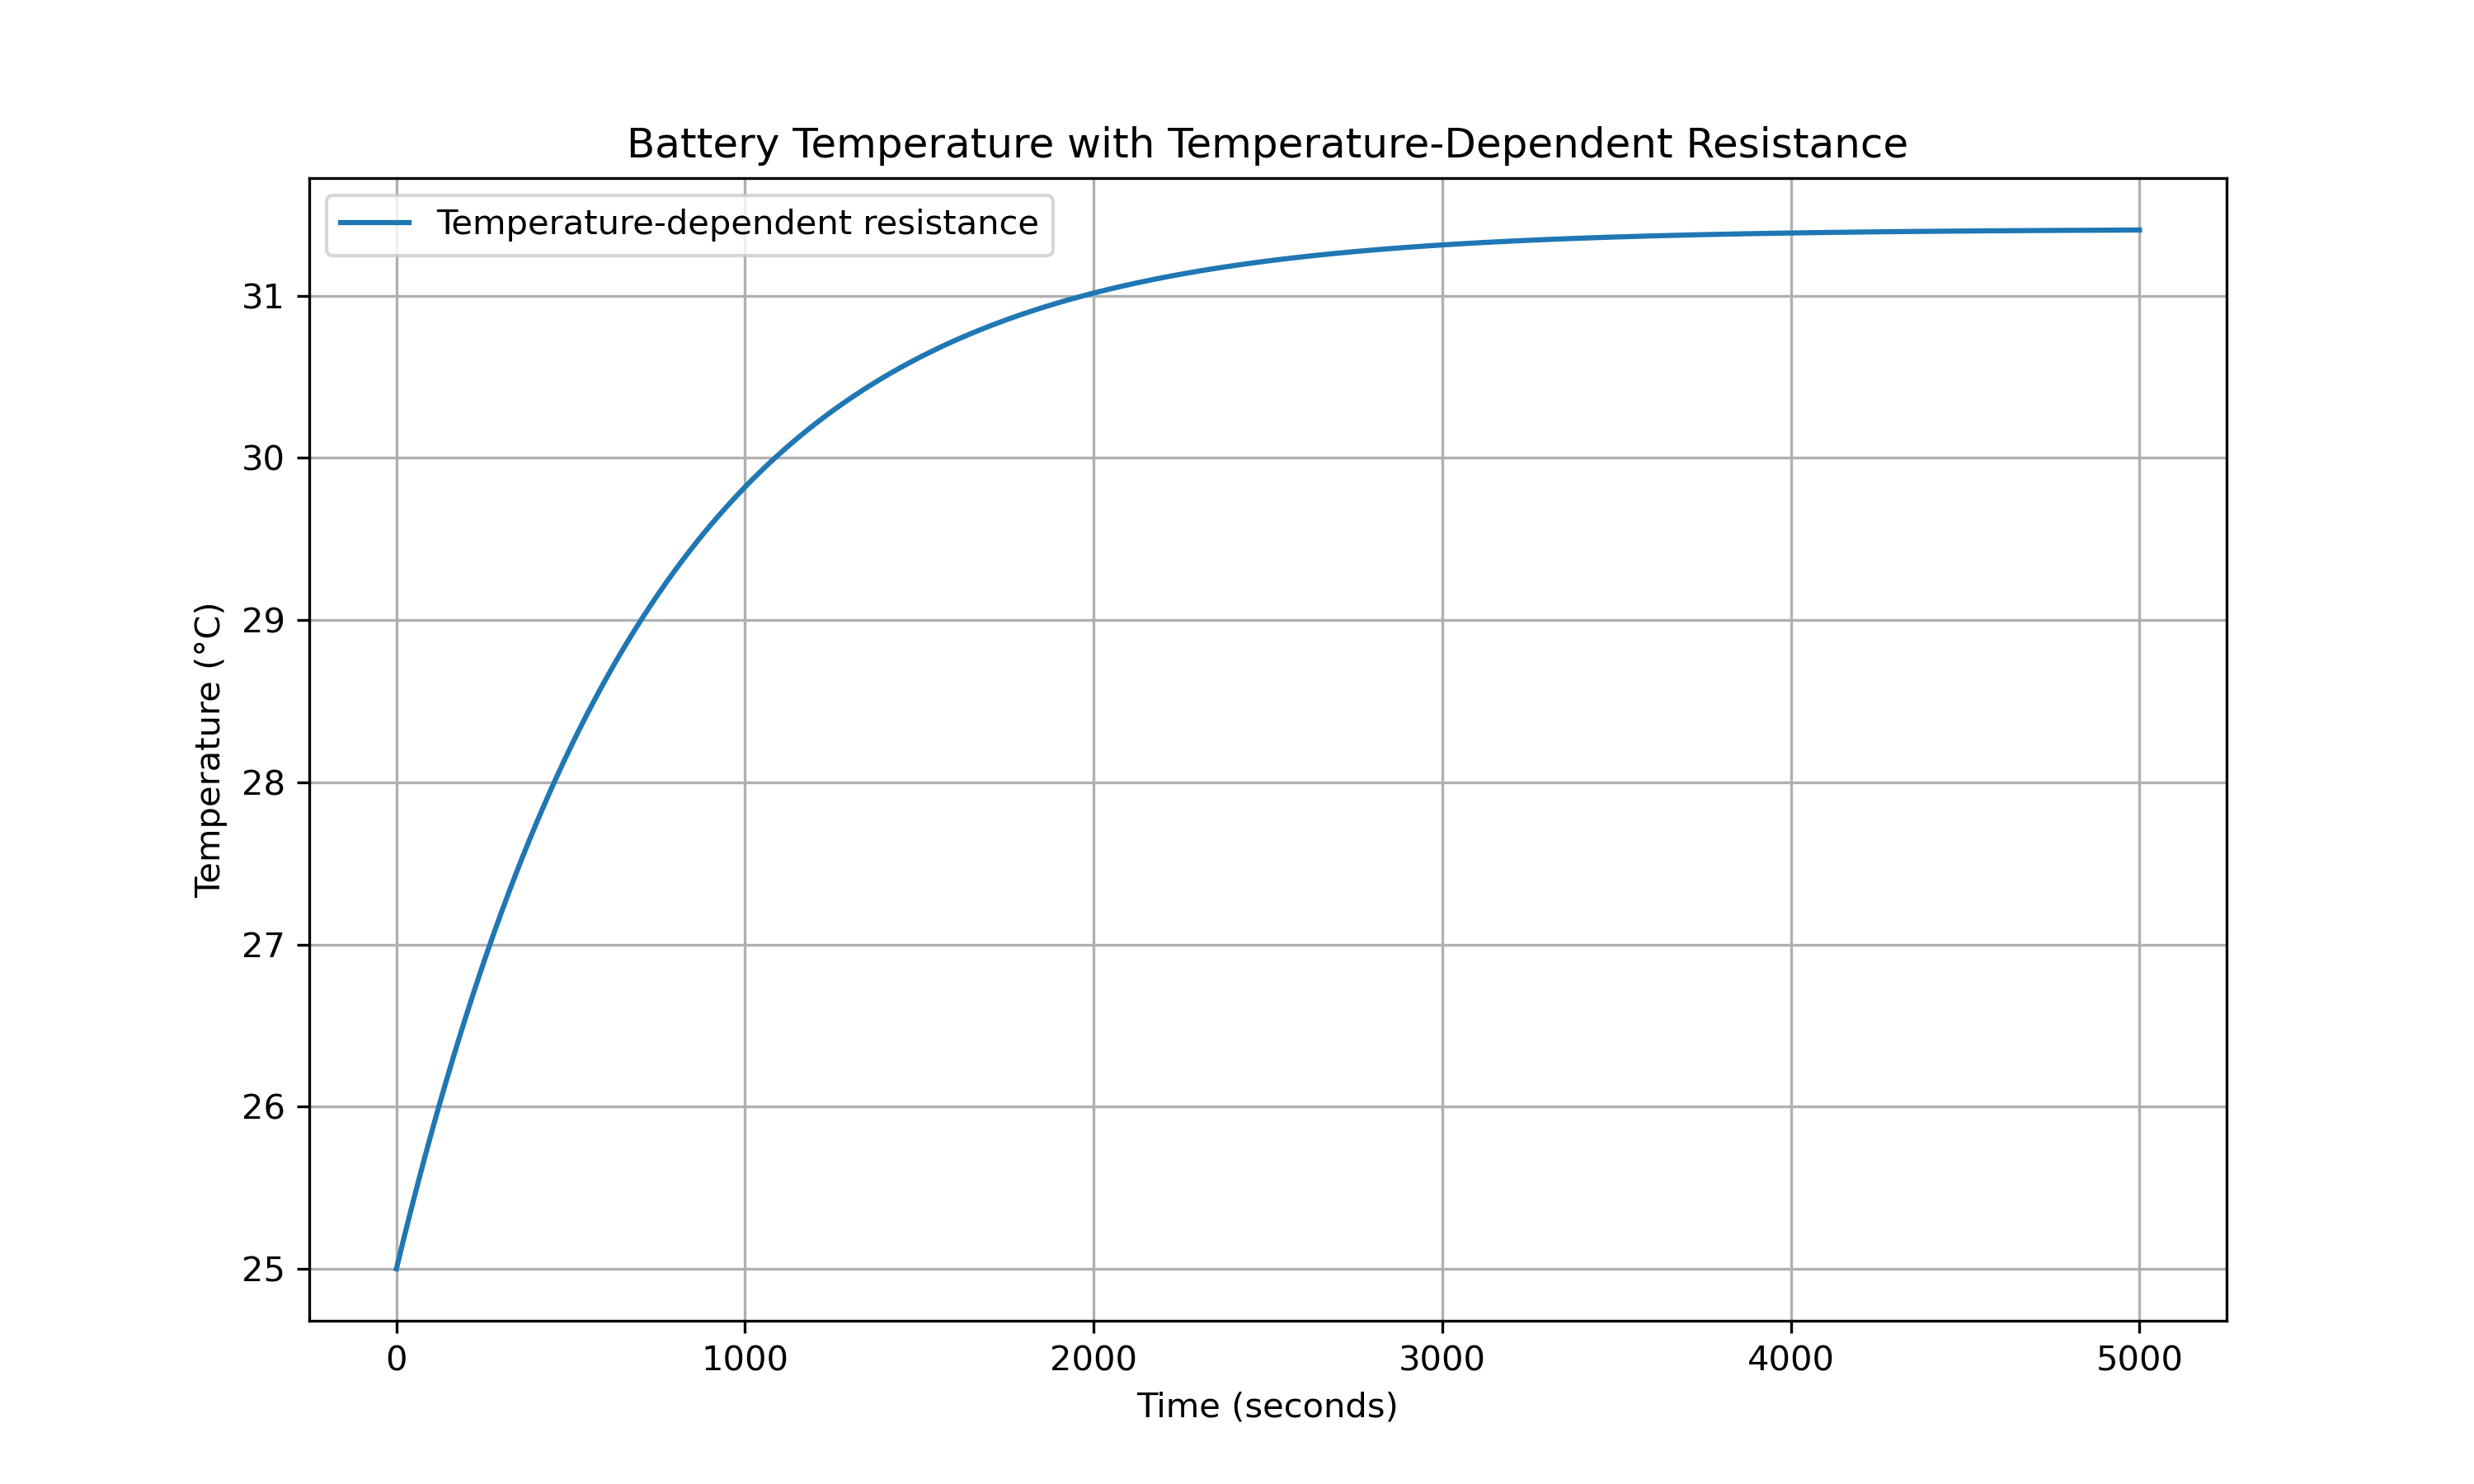 Battery Temperature with Temperature-Dependent Resistance
Temperature-dependent resistance
31
30
29
28
27
26
25
Temperature (°C)
0 1000 2000 3000 4000 5000
Time (seconds)